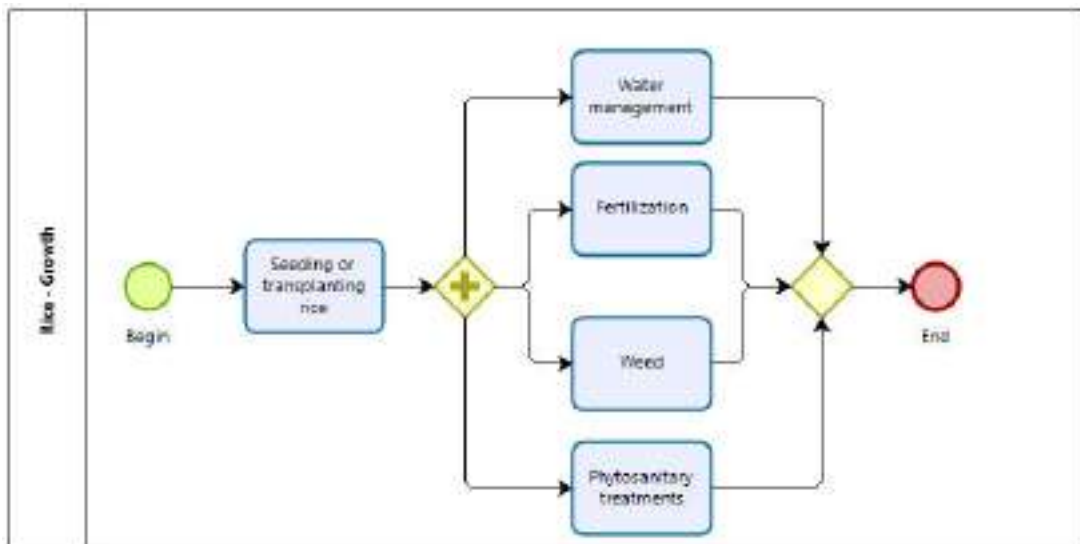 Rice - Growth
Begin
Seeding or
transplanting
rice
Water
management
Fertilization
Weed
Phytosanitary
treatments
End